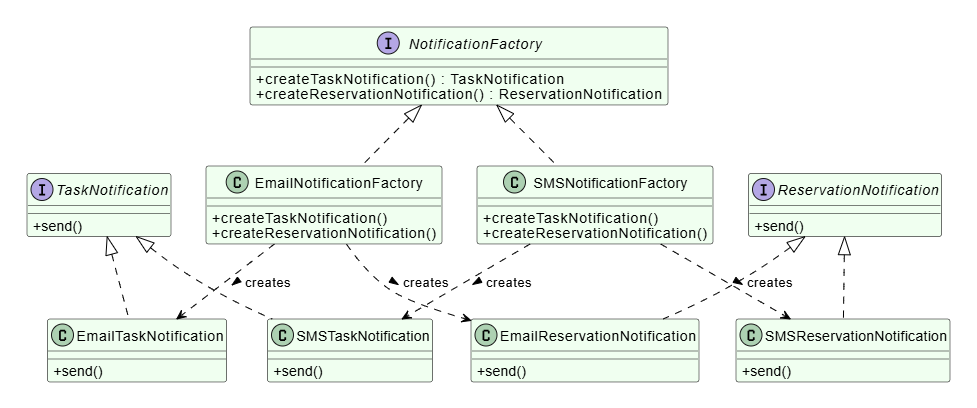 I NotificationFactory
+createTaskNotification() : TaskNotification
+createReservationNotification() : ReservationNotification
I TaskNotification
+send()
C EmailNotificationFactory
+createTaskNotification()
+createReservationNotification()
C SMSNotificationFactory
+createTaskNotification()
+createReservationNotification()
I ReservationNotification
+send()
creates
creates
creates
creates
C EmailTaskNotification
+send()
C SMSTaskNotification
+send()
C EmailReservationNotification
+send()
C SMSReservationNotification
+send()